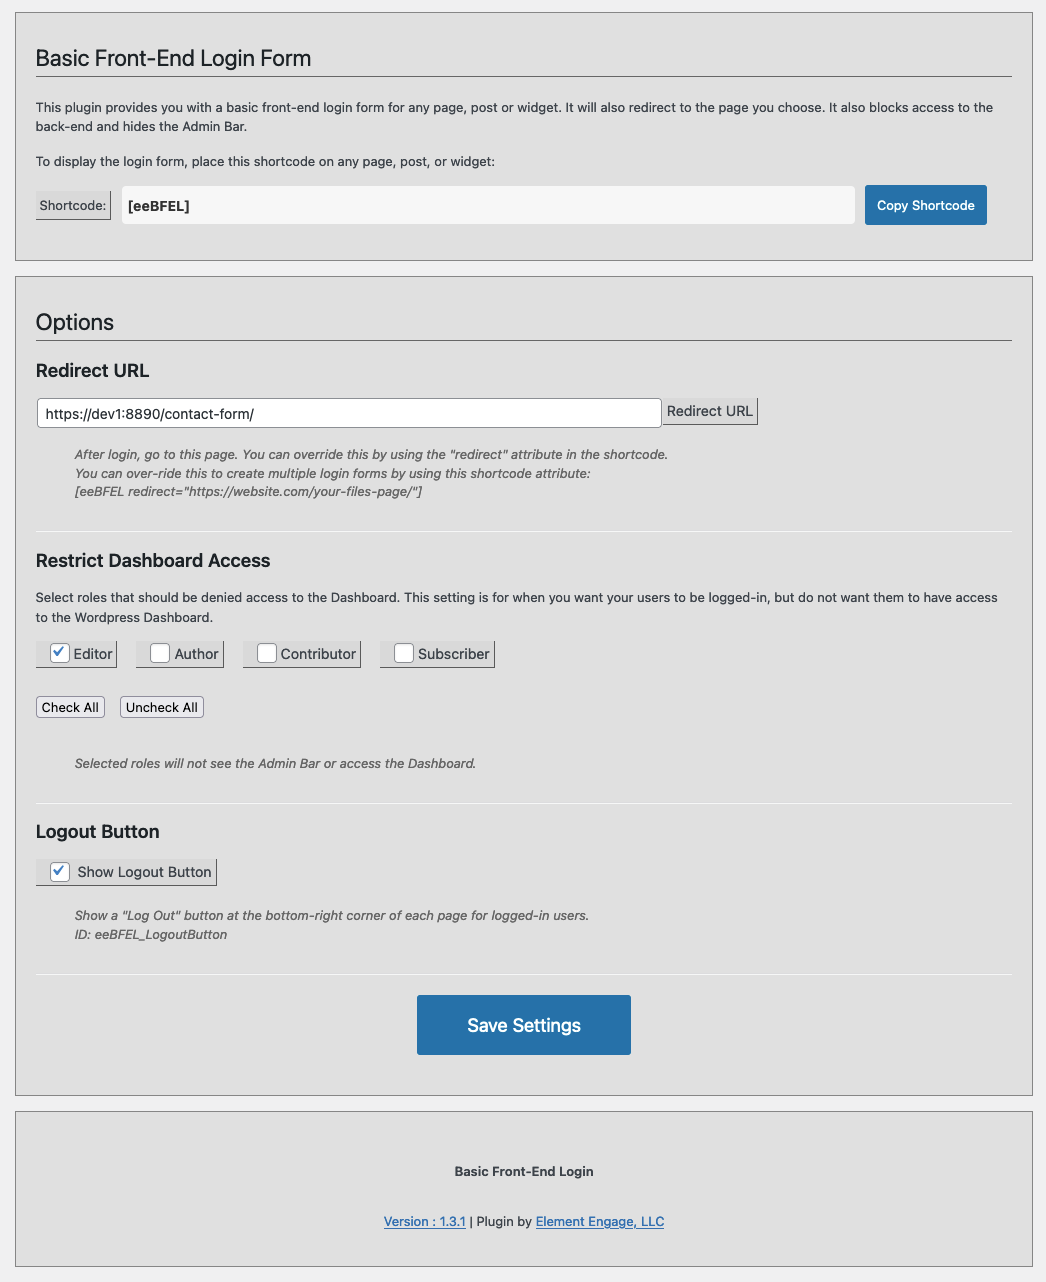 Basic Front-End Login Form
This plugin provides you with a basic front-end login form for any page, post or widget. It will also redirect to the page you choose. It also blocks access to the
back-end and hides the Admin Bar.
To display the login form, place this shortcode on any page, post, or widget:
Shortcode: [eeBFEL] Copy Shortcode
Options
Redirect URL
https://dev1:8890/contact-form/ Redirect URL
After login, go to this page. You can override this by using the "redirect" attribute in the shortcode.
You can over-ride this to create multiple login forms by using this shortcode attribute:
[eeBFEL redirect="https://website.com/your-files-page/"]
Restrict Dashboard Access
Select roles that should be denied access to the Dashboard. This setting is for when you want your users to be logged-in, but do not want them to have access
to the Wordpress Dashboard.
Editor Author Contributor Subscriber
Check All Uncheck All
Selected roles will not see the Admin Bar or access the Dashboard.
Logout Button
Show Logout Button
Show a "Log Out" button at the bottom-right corner of each page for logged-in users.
ID: eeBFEL_LogoutButton
Save Settings
Basic Front-End Login
Version : 1.3.1 | Plugin by Element Engage, LLC